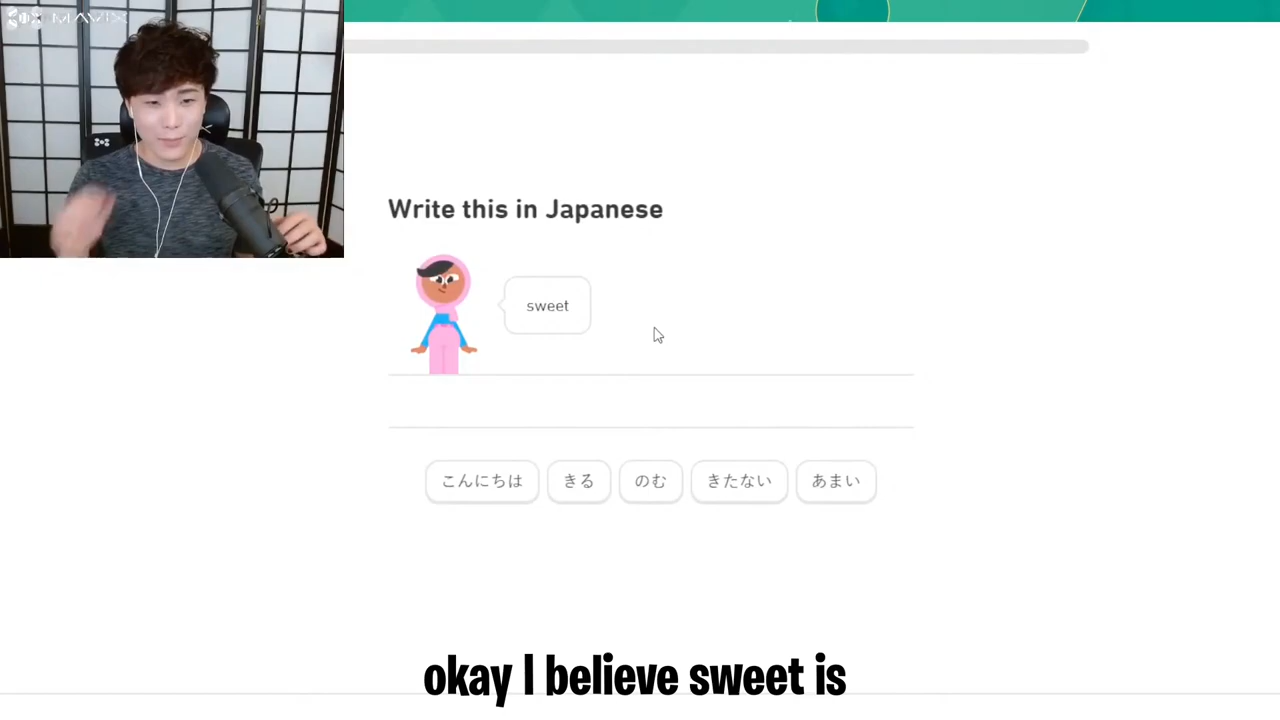 MAVIX
Write this in Japanese
sweet
こんにちは きる のむ きたない あまい
okay I believe sweet is